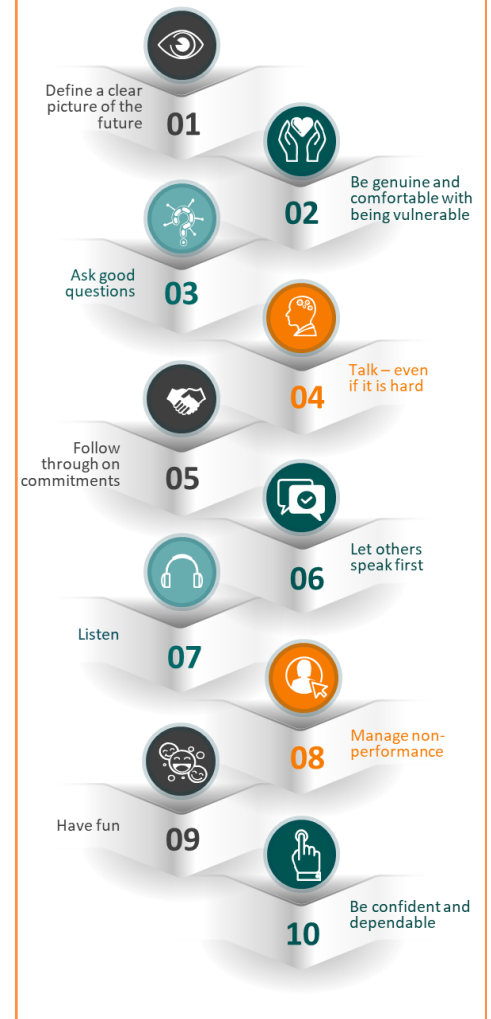 Define a clear
picture of the
future
01
Be genuine and
comfortable with
being vulnerable
02
Ask good
questions
03
Talk – even
if it is hard
04
Follow
through on
commitments
05
Let others
speak first
06
Listen
07
Manage non-
performance
08
Have fun
09
Be confident and
dependable
10